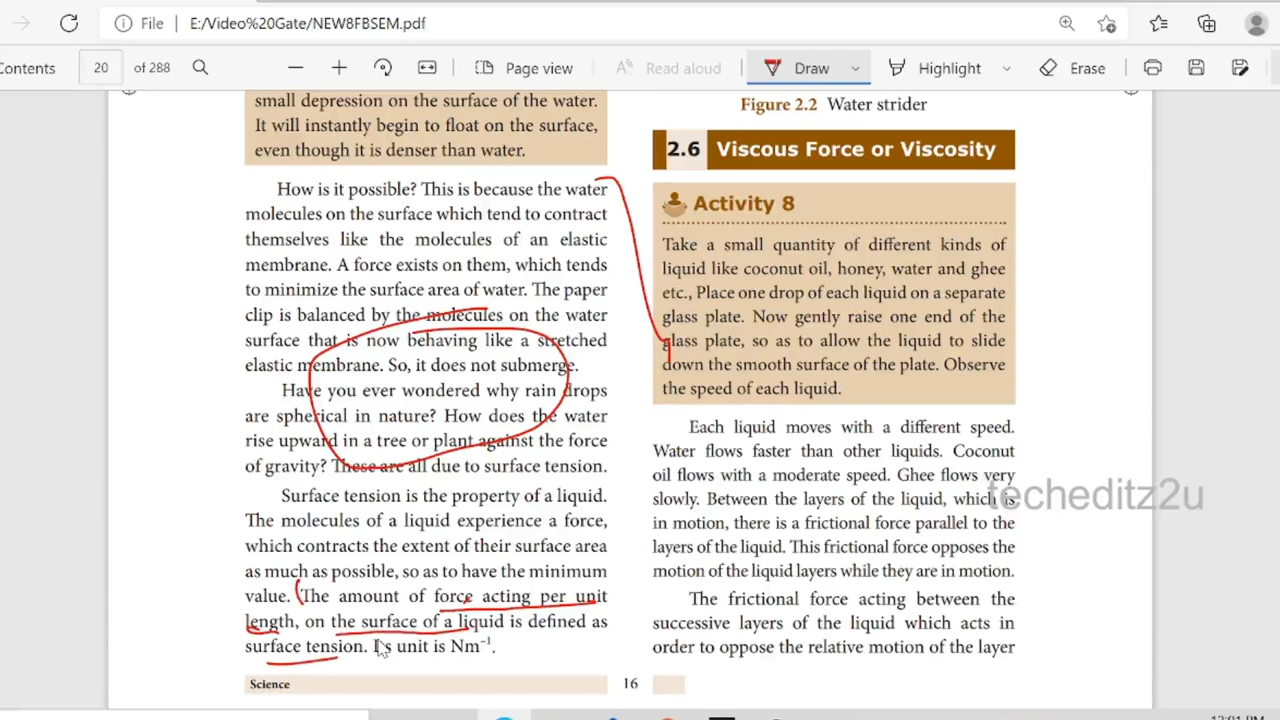 File
E:/Video%20Gate/NEW8FBSEM.pdf
Contents
20
of 288
Page view
Read aloud
Draw
Highlight
Erase
small depression on the surface of the water.
It will instantly begin to float on the surface,
even though it is denser than water.
How is it possible? This is because the water
molecules on the surface which tend to contract
themselves like the molecules of an elastic
membrane. A force exists on them, which tends
to minimize the surface area of water. The paper
clip is balanced by the molecules on the water
surface that is now behaving like a stretched
elastic membrane. So, it does not submerge.
Have you ever wondered why rain drops
are spherical in nature? How does the water
rise upward in a tree or plant against the force
of gravity? These are all due to surface tension.
Surface tension is the property of a liquid.
The molecules of a liquid experience a force,
which contracts the extent of their surface area
as much as possible, so as to have the minimum
value. The amount of force acting per unit
length, on the surface of a liquid is defined as
surface tension. Its unit is Nm⁻¹.
Science
16
Figure 2.2 Water strider
2.6 Viscous Force or Viscosity
Activity 8
Take a small quantity of different kinds of
liquid like coconut oil, honey, water and ghee
etc., Place one drop of each liquid on a separate
glass plate. Now gently raise one end of the
glass plate, so as to allow the liquid to slide
down the smooth surface of the plate. Observe
the speed of each liquid.
Each liquid moves with a different speed.
Water flows faster than other liquids. Coconut
oil flows with a moderate speed. Ghee flows very
slowly. Between the layers of the liquid, which is
in motion, there is a frictional force parallel to the
layers of the liquid. This frictional force opposes the
motion of the liquid layers while they are in motion.
The frictional force acting between the
successive layers of the liquid which acts in
order to oppose the relative motion of the layer
techeditz2u